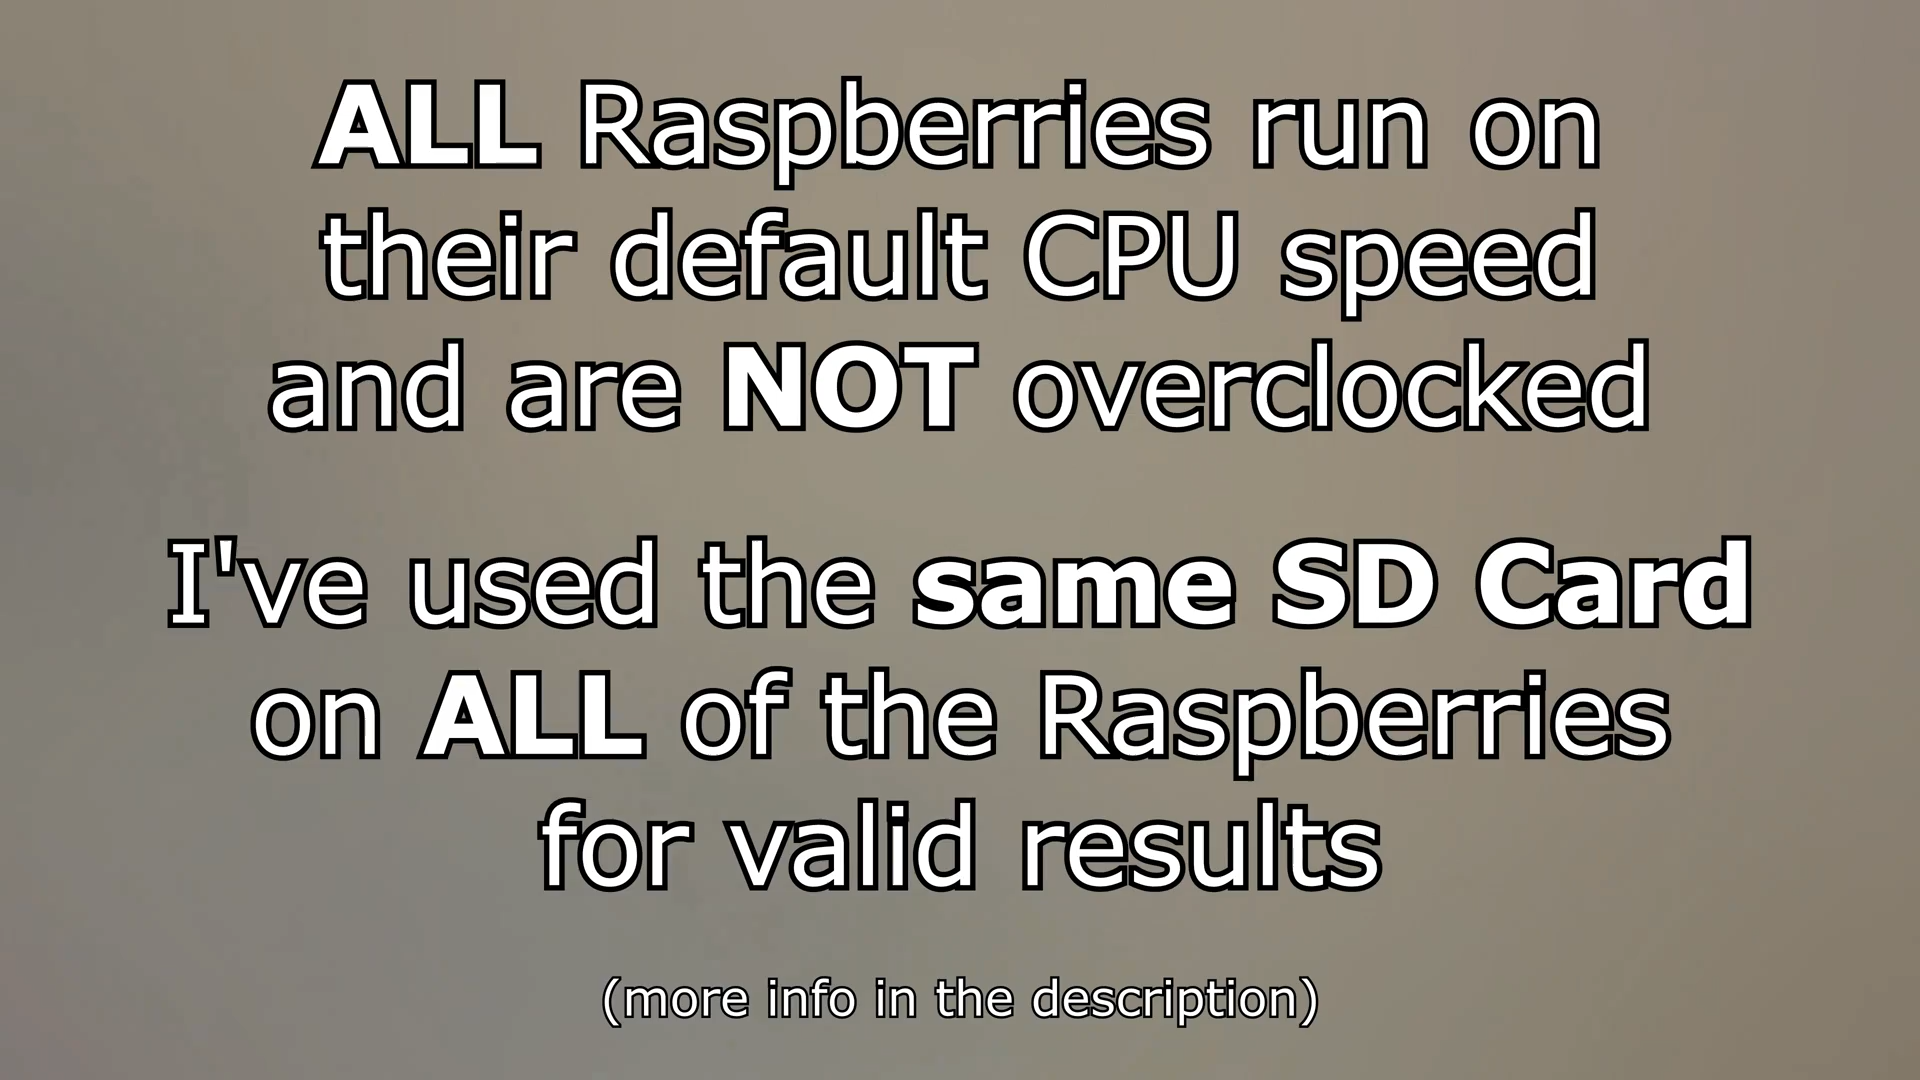 ALL Raspberries run on
their default CPU speed
and are NOT overclocked
I've used the same SD Card
on ALL of the Raspberries
for valid results
(more info in the description)